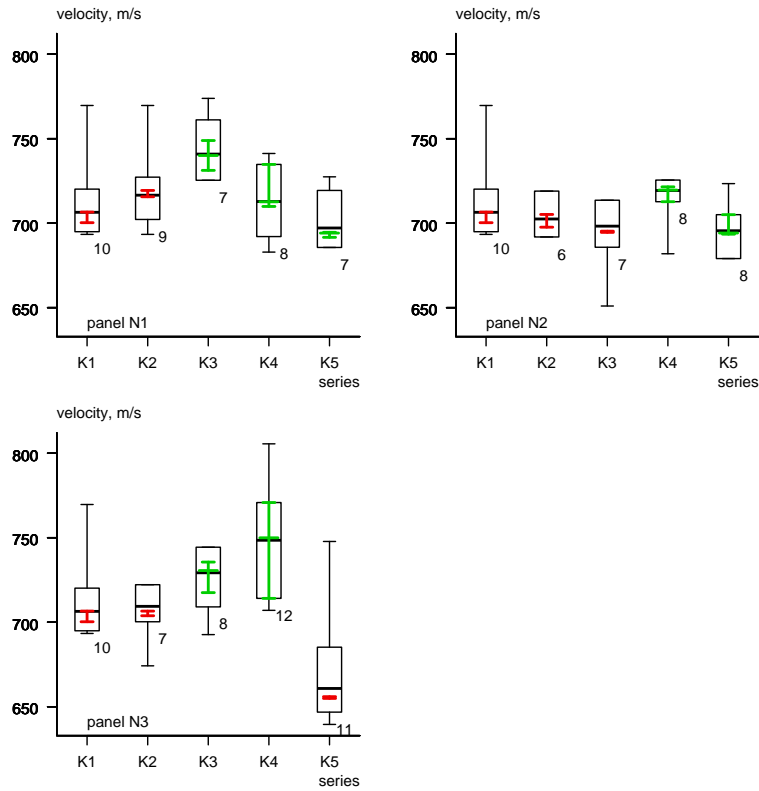 velocity, m/s
800
750
700
650
10
9
7
8
7
panel N1
K1 K2 K3 K4 K5
series
velocity, m/s
800
750
700
650
10
6
7
8
8
panel N2
K1 K2 K3 K4 K5
series
velocity, m/s
800
750
700
650
10
7
8
12
11
panel N3
K1 K2 K3 K4 K5
series